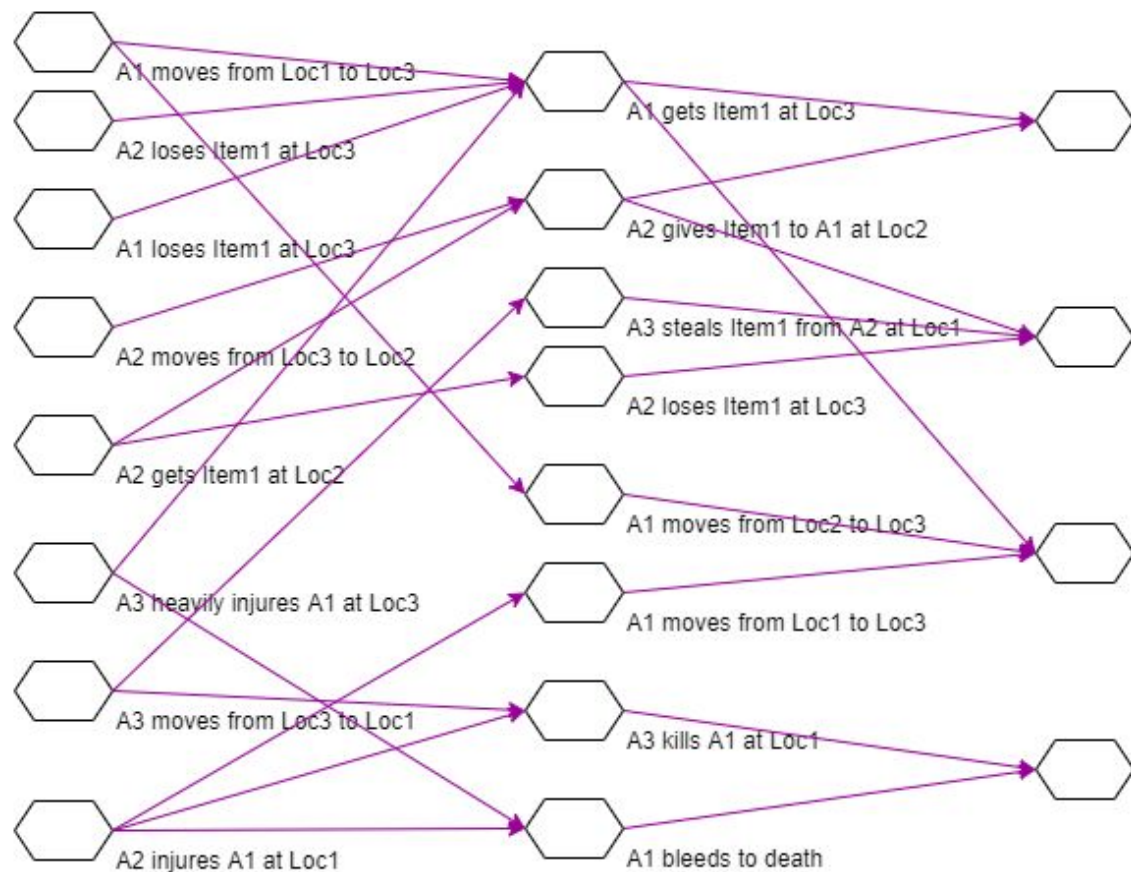 A1 moves from Loc1 to Loc3
A2 loses Item1 at Loc3
A1 loses Item1 at Loc3
A2 moves from Loc3 to Loc2
A2 gets Item1 at Loc2
A3 heavily injures A1 at Loc3
A3 moves from Loc3 to Loc1
A2 injures A1 at Loc1
A1 gets Item1 at Loc3
A2 gives Item1 to A1 at Loc2
A3 steals Item1 from A2 at Loc1
A2 loses Item1 at Loc3
A1 moves from Loc2 to Loc3
A1 moves from Loc1 to Loc3
A3 kills A1 at Loc1
A1 bleeds to death